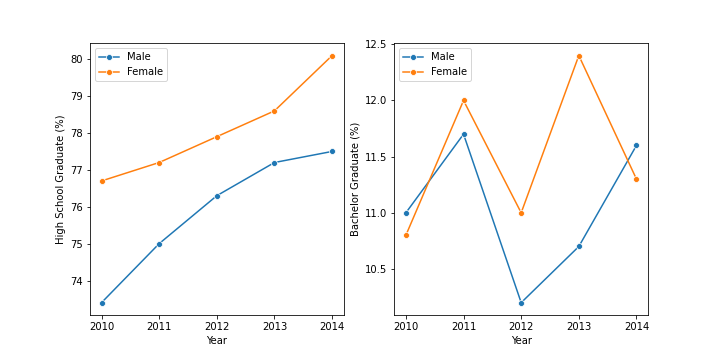 Male
Female
80
79
78
77
76
75
74
High School Graduate (%)
2010 2011 2012 2013 2014
Year
Male
Female
12.5
12.0
11.5
11.0
10.5
Bachelor Graduate (%)
2010 2011 2012 2013 2014
Year